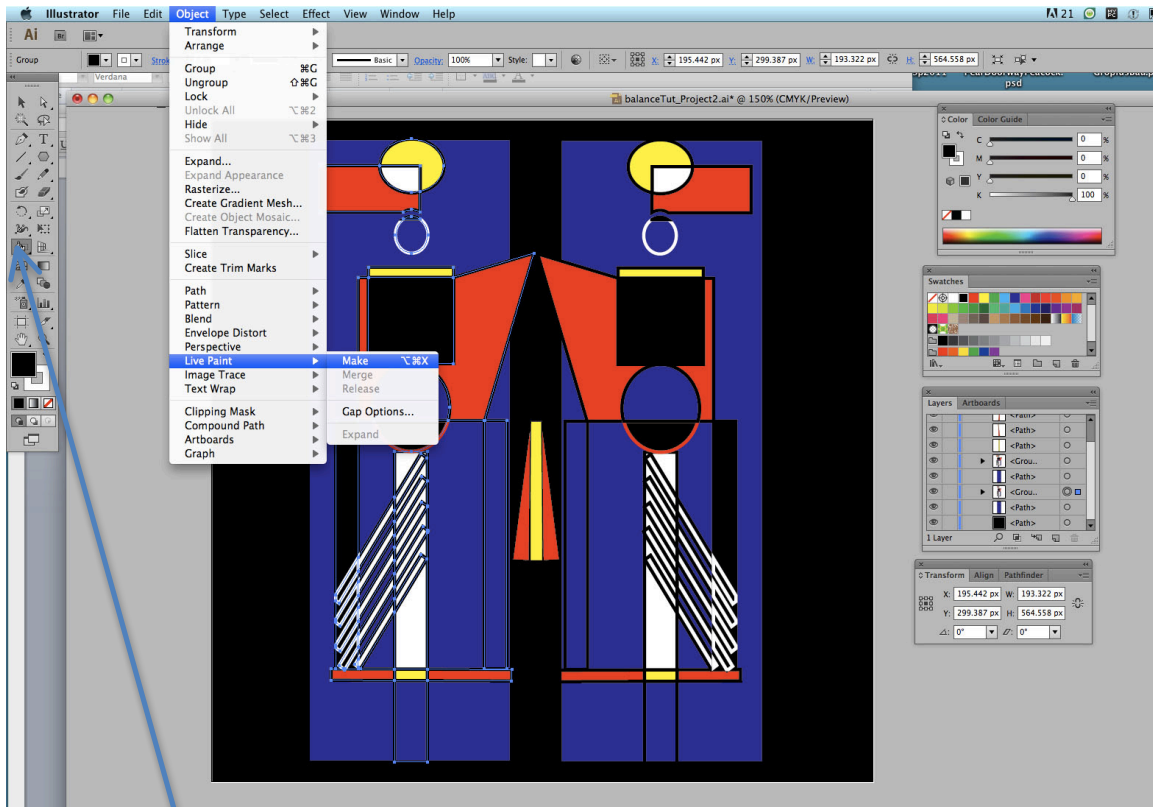 Illustrator File Edit Object Type Select Effect View Window Help 21
Ai Br
Group Basic Opacity: 100% Style: X: 195.442 px Y: 299.387 px W: 193.322 px H: 564.558 px
Verdana
psd
balanceTut_Project2.ai* @ 150% (CMYK/Preview)
Transform
Arrange
Group ⌘G
Ungroup ⇧⌘G
Lock
Unlock All ⌥⌘2
Hide
Show All ⌥⌘3
Expand...
Expand Appearance
Rasterize...
Create Gradient Mesh...
Create Object Mosaic...
Flatten Transparency...
Slice
Create Trim Marks
Path
Pattern
Blend
Envelope Distort
Perspective
Live Paint
Image Trace
Text Wrap
Clipping Mask
Compound Path
Artboards
Graph
Make ⌥⌘X
Merge
Release
Gap Options...
Expand
Color Color Guide
C 0 %
M 0 %
Y 0 %
K 100 %
Swatches
Layers Artboards
<Path>
<Path>
<Path>
<Grou..
<Path>
<Grou..
<Path>
<Path>
1 Layer
Transform Align Pathfinder
X: 195.442 px W: 193.322 px
Y: 299.387 px H: 564.558 px
0° 0°